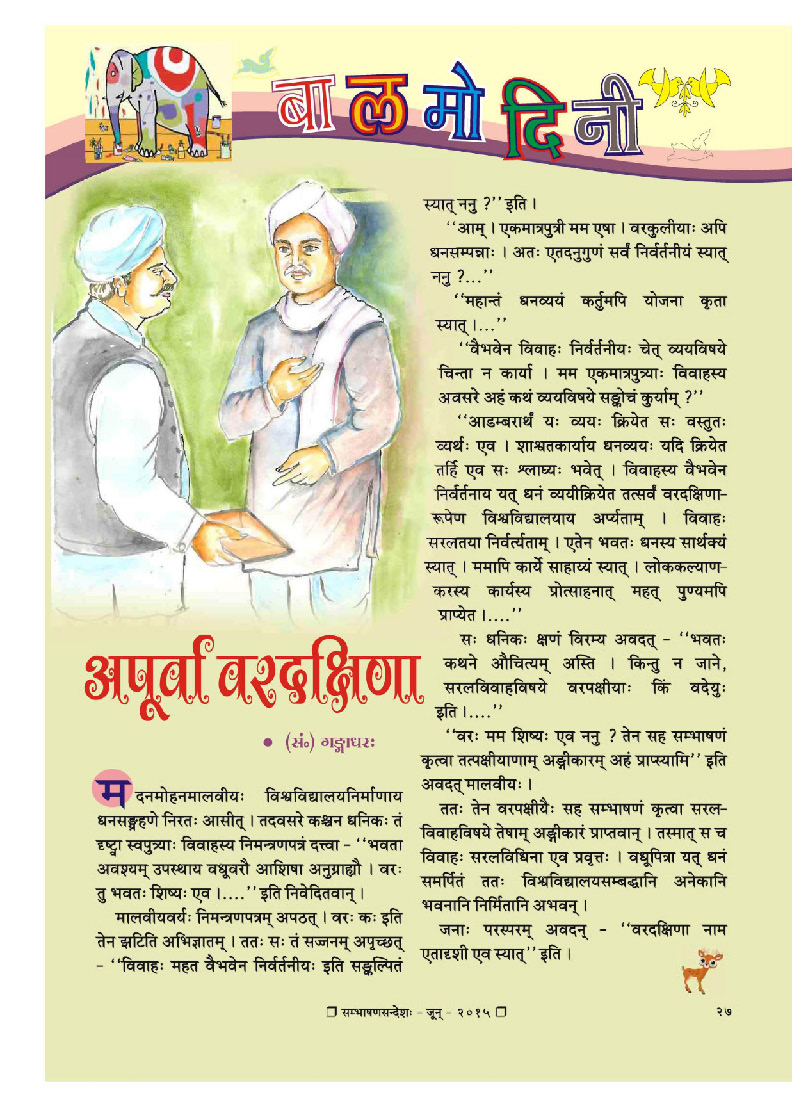 बालमोदिनी
अपूर्वा वरदक्षिणा
• (सं॰) गङ्गाधरः
मदनमोहनमालवीयः विश्वविद्यालयनिर्माणाय
धनसङ्ग्रहणे निरतः आसीत् । तदवसरे कश्चन धनिकः तं
दृष्ट्वा स्वपुत्र्याः विवाहस्य निमन्त्रणपत्रं दत्त्वा - ‘‘भवता
अवश्यम् उपस्थाय वधूवरौ आशिषा अनुग्राह्यौ । वरः
तु भवतः शिष्यः एव ।....’’ इति निवेदितवान् ।
मालवीयवर्यः निमन्त्रणपत्रम् अपठत् । वरः कः इति
तेन झटिति अभिज्ञातम् । ततः सः तं सज्जनम् अपृच्छत्
- ‘‘विवाहः महत वैभवेन निर्वर्तनीयः इति सङ्कल्पितं
स्यात् ननु ?’’ इति ।
‘‘आम् । एकमात्रपुत्री मम एषा । वरकुलीयाः अपि
धनसम्पन्नाः । अतः एतदनुगुणं सर्वं निर्वर्तनीयं स्यात्
ननु ?...’’
‘‘महान्तं धनव्ययं कर्तुमपि योजना कृता
स्यात् ।...’’
‘‘वैभवेन विवाहः निर्वर्तनीयः चेत् व्ययविषये
चिन्ता न कार्या । मम एकमात्रपुत्र्याः विवाहस्य
अवसरे अहं कथं व्ययविषये सङ्कोचं कुर्याम् ?’’
‘‘आडम्बरार्थं यः व्ययः क्रियेत सः वस्तुतः
व्यर्थः एव । शाश्वतकार्याय धनव्ययः यदि क्रियेत
तर्हि एव सः श्लाघ्यः भवेत् । विवाहस्य वैभवेन
निर्वर्तनाय यत् धनं व्ययीक्रियेत तत्सर्वं वरदक्षिणा-
रूपेण विश्वविद्यालयाय अर्प्यताम् । विवाहः
सरलतया निर्वर्त्यताम् । एतेन भवतः धनस्य सार्थक्यं
स्यात् । ममापि कार्ये साहाय्यं स्यात् । लोककल्याण-
करस्य कार्यस्य प्रोत्साहनात् महत् पुण्यमपि
प्राप्येत ।....’’
सः धनिकः क्षणं विरम्य अवदत् - ‘‘भवतः
कथने औचित्यम् अस्ति । किन्तु न जाने,
सरलविवाहविषये वरपक्षीयाः किं वदेयुः
इति ।....’’
‘‘वरः मम शिष्यः एव ननु ? तेन सह सम्भाषणं
कृत्वा तत्पक्षीयाणाम् अङ्गीकारम् अहं प्राप्स्यामि’’ इति
अवदत् मालवीयः ।
ततः तेन वरपक्षीयैः सह सम्भाषणं कृत्वा सरल-
विवाहविषये तेषाम् अङ्गीकारं प्राप्तवान् । तस्मात् स च
विवाहः सरलविधिना एव प्रवृत्तः । वधूपित्रा यत् धनं
समर्पितं ततः विश्वविद्यालयसम्बद्धानि अनेकानि
भवनानि निर्मितानि अभवन् ।
जनाः परस्परम् अवदन् - ‘‘वरदक्षिणा नाम
एतादृशी एव स्यात्’’ इति ।
❐ सम्भाषणसन्देशः - जून् - २०१५ ❐
२७